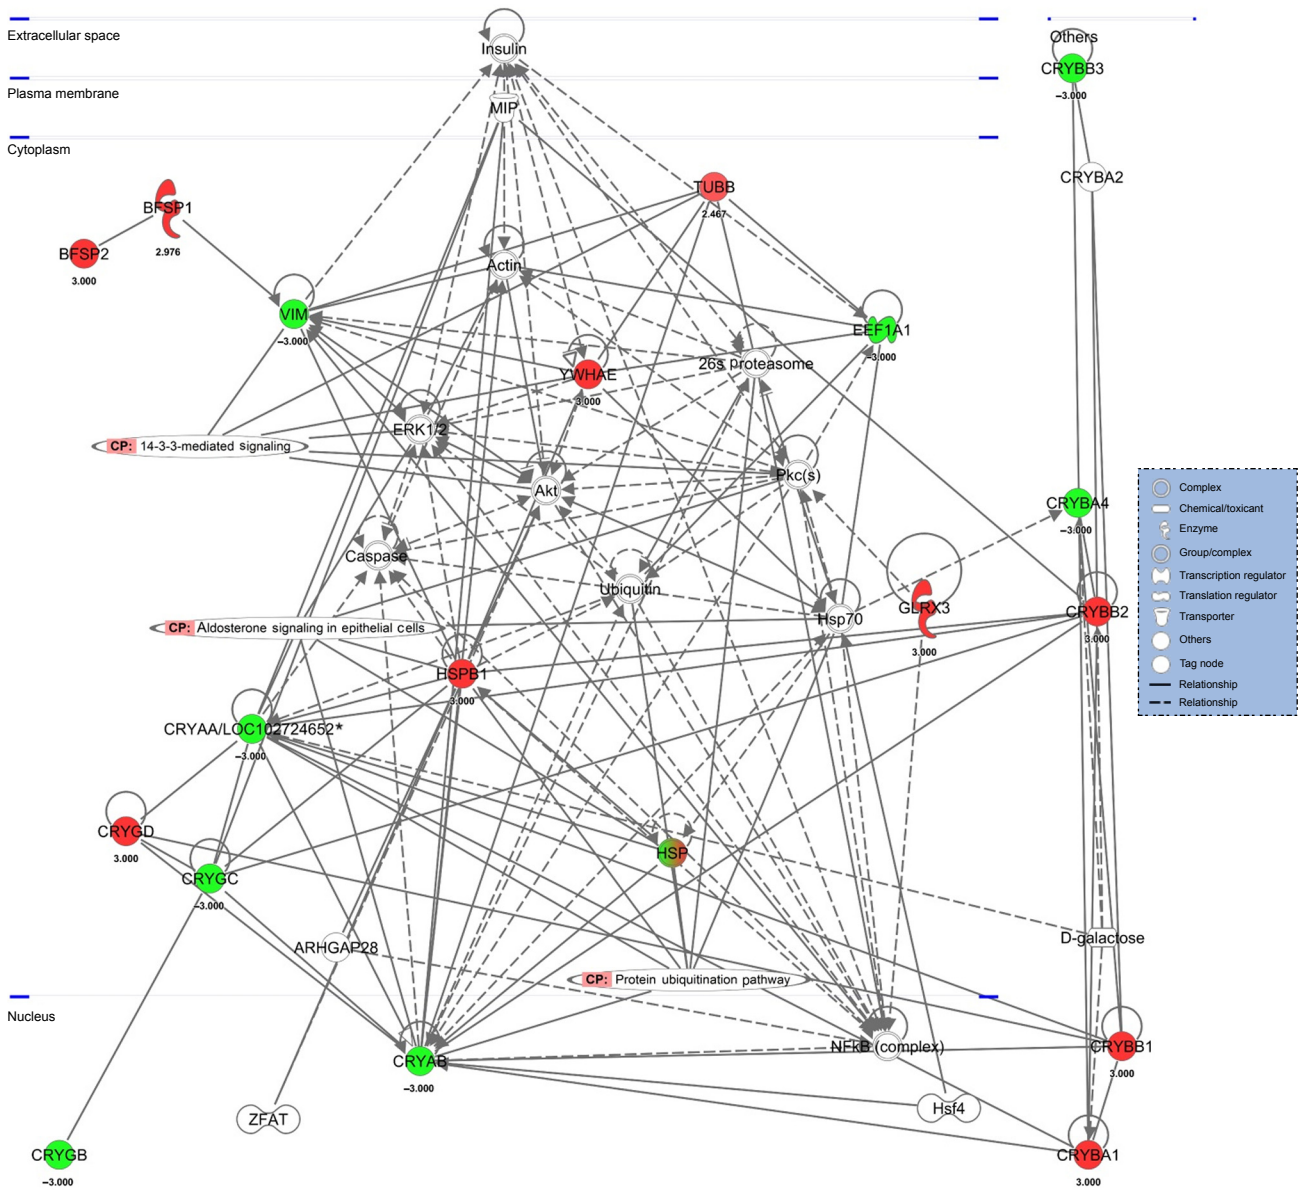 Extracellular space
Insulin
Others
CRYBB3
-3.000
Plasma membrane
MIP
Cytoplasm
CRYBA2
TUBB
2.467
BFSP1
2.976
BFSP2
3.000
Actin
VIM
-3.000
EEF1A1
-3.000
26s proteasome
YWHAE
3.000
ERK1/2
CP: 14-3-3-mediated signaling
Pkc(s)
Akt
CRYBA4
-3.000
Complex
Chemical/toxicant
Enzyme
Group/complex
Transcription regulator
Translation regulator
Transporter
Others
Tag node
Relationship
Relationship
Caspase
Ubiquitin
GLRX3
3.000
Hsp70
CRYBB2
3.000
CP: Aldosterone signaling in epithelial cells
HSPB1
3.000
CRYAA/LOC102724652*
-3.000
CRYGD
3.000
HSP
CRYGC
-3.000
ARHGAP28
D-galactose
CP: Protein ubiquitination pathway
Nucleus
NFkB (complex)
CRYBB1
3.000
CRYAB
-3.000
Hsf4
ZFAT
CRYGB
-3.000
CRYBA1
3.000